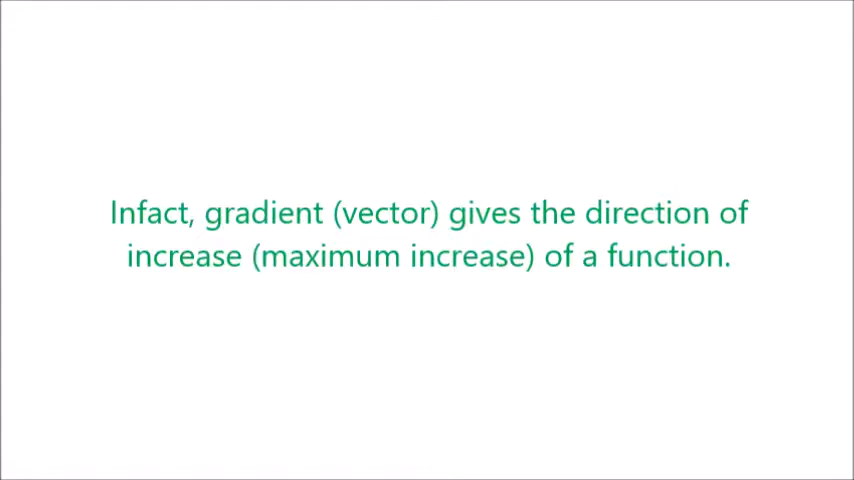 Infact, gradient (vector) gives the direction of
increase (maximum increase) of a function.